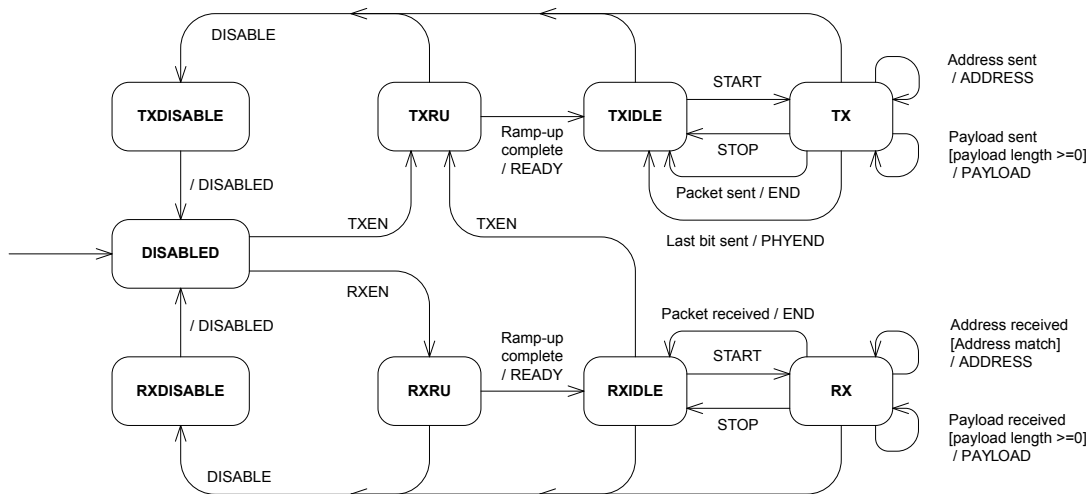 DISABLE
TXDISABLE
TXRU
Ramp-up
complete
/ READY
TXIDLE
START
STOP
TX
Address sent
/ ADDRESS
Payload sent
[payload length >=0]
/ PAYLOAD
Packet sent / END
Last bit sent / PHYEND
/ DISABLED
DISABLED
TXEN
TXEN
RXEN
/ DISABLED
RXDISABLE
RXRU
Ramp-up
complete
/ READY
RXIDLE
Packet received / END
START
STOP
RX
Address received
[Address match]
/ ADDRESS
Payload received
[payload length >=0]
/ PAYLOAD
DISABLE